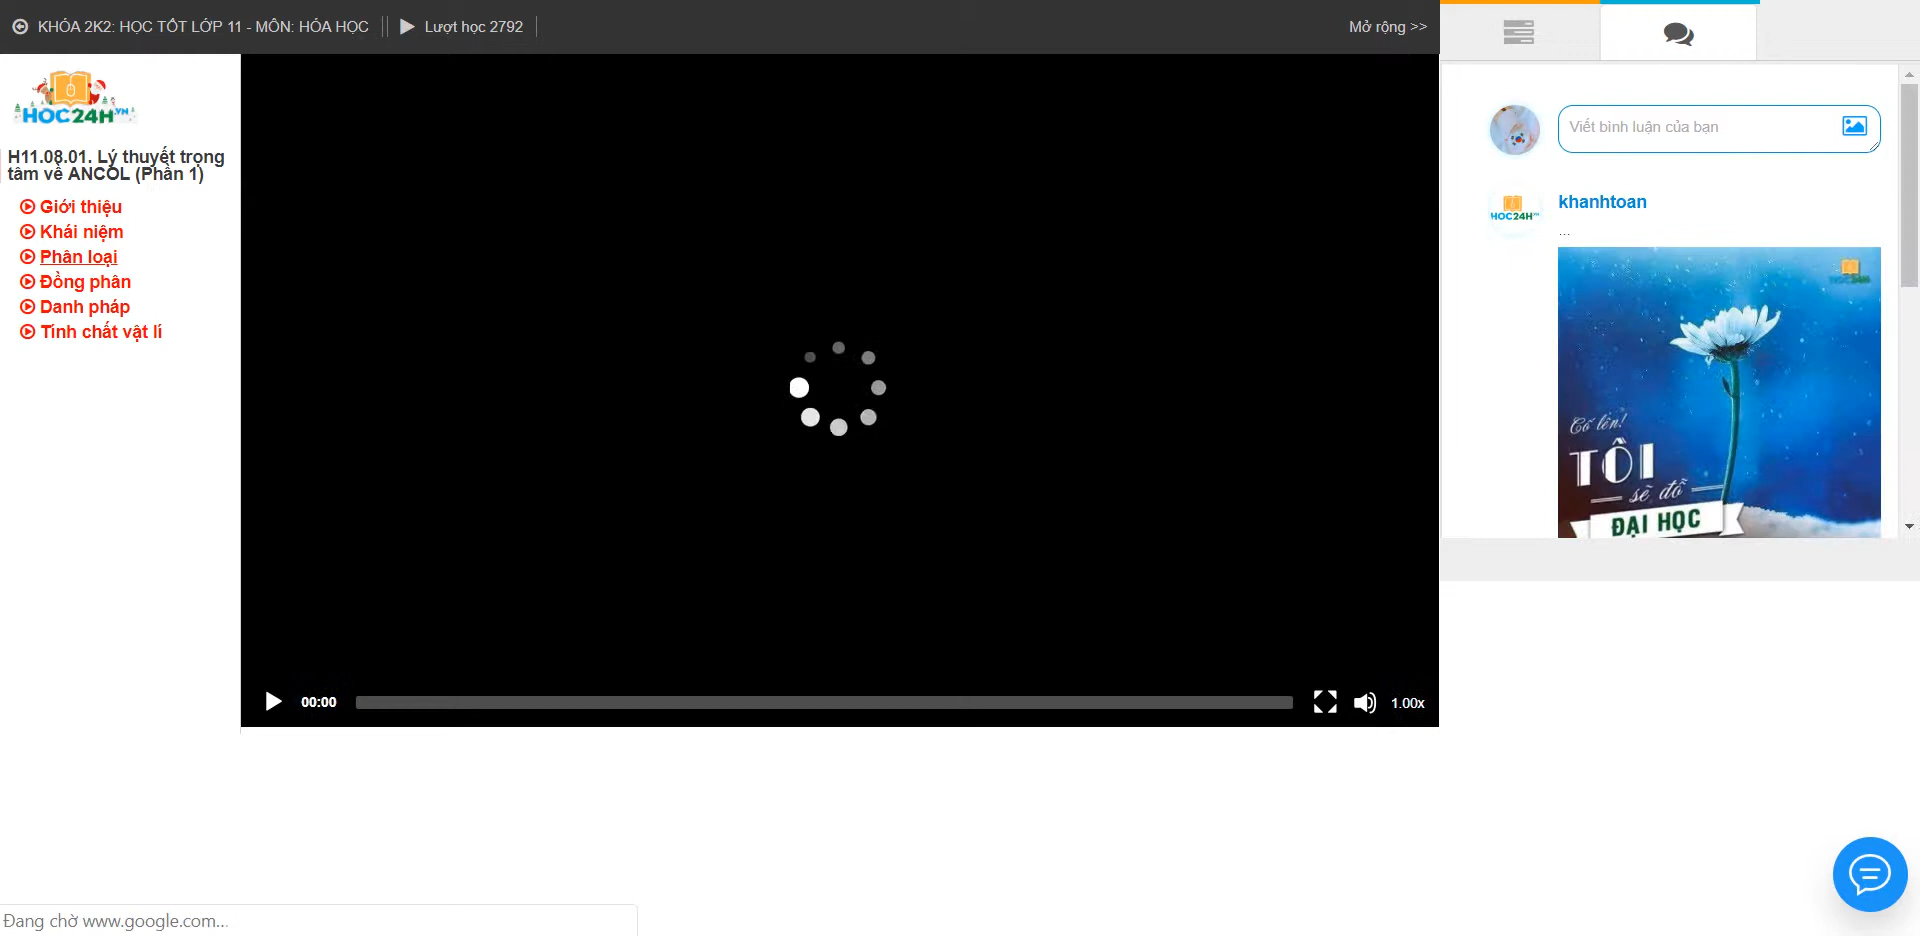 KHÓA 2K2: HỌC TỐT LỚP 11 - MÔN: HÓA HỌC
Lượt học 2792
Mở rộng >>
HOC24H.VN
H11.08.01. Lý thuyết trọng
tâm về ANCOL (Phần 1)
Giới thiệu
Khái niệm
Phân loại
Đồng phân
Danh pháp
Tính chất vật lí
00:00
1.00x
Viết bình luận của bạn
HOC24H
khanhtoan
...
HOC24H
Cố lên!
TÔI
sẽ đỗ
ĐẠI HỌC
Đang chờ www.google.com...